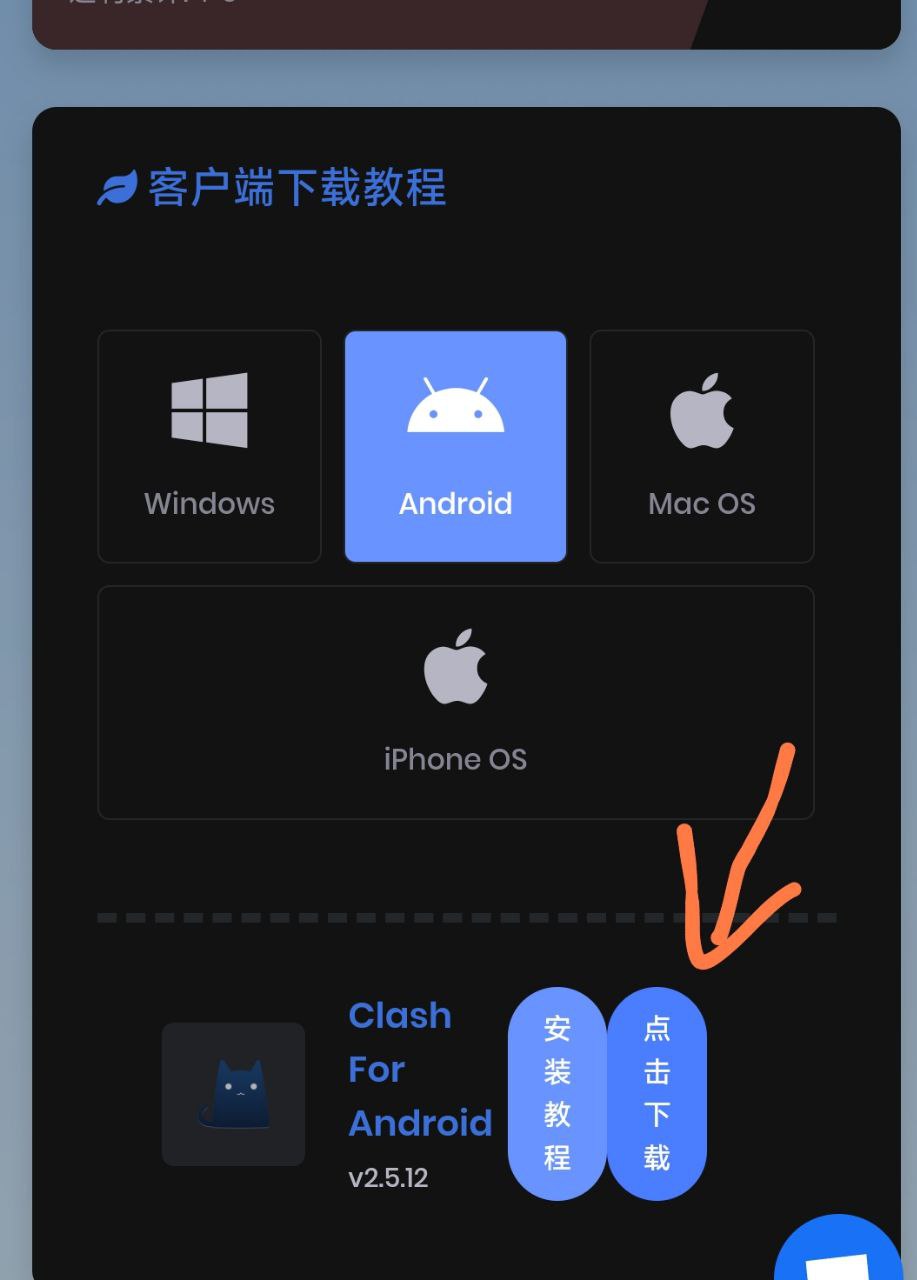 客户端下载教程
Windows
Android
Mac OS
iPhone OS
Clash
For
Android
v2.5.12
安
装
教
程
点
击
下
载